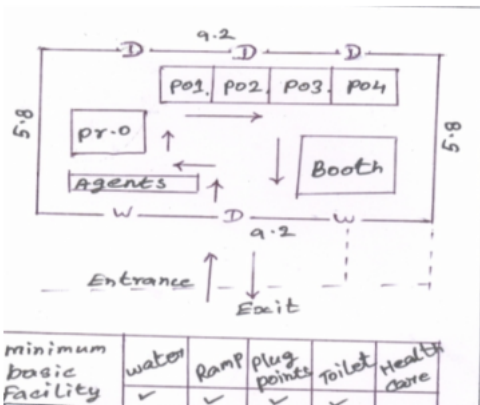 9.2
D D D
PO1. PO2. PO3. PO4
5.8
Pr.O
5.8
Booth
Agents
W D W
9.2
Entrance
Exit
minimum
basic
Facility
water
Ramp
Plug
points
Toilet
Health
Care
✓ ✓ ✓ ✓